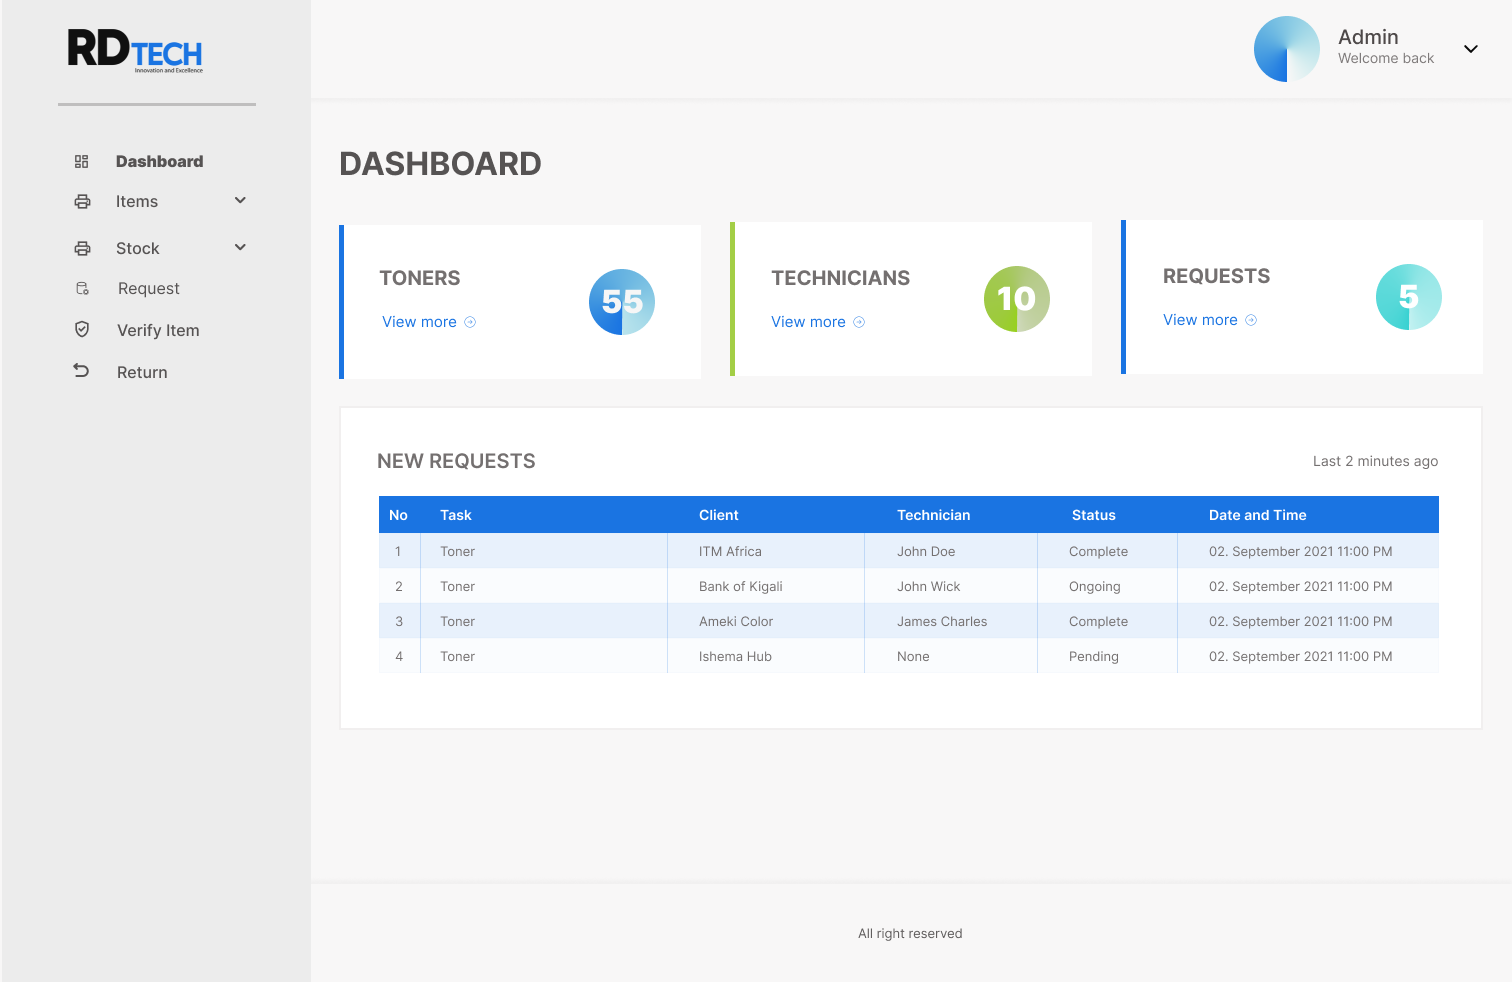 RDTECH
Innovation and Excellence
Admin
Welcome back
Dashboard
Items
Stock
Request
Verify Item
Return
DASHBOARD
TONERS
View more
55
TECHNICIANS
View more
10
REQUESTS
View more
5
NEW REQUESTS
Last 2 minutes ago
No Task Client Technician Status Date and Time
1 Toner ITM Africa John Doe Complete 02. September 2021 11:00 PM
2 Toner Bank of Kigali John Wick Ongoing 02. September 2021 11:00 PM
3 Toner Ameki Color James Charles Complete 02. September 2021 11:00 PM
4 Toner Ishema Hub None Pending 02. September 2021 11:00 PM
All right reserved